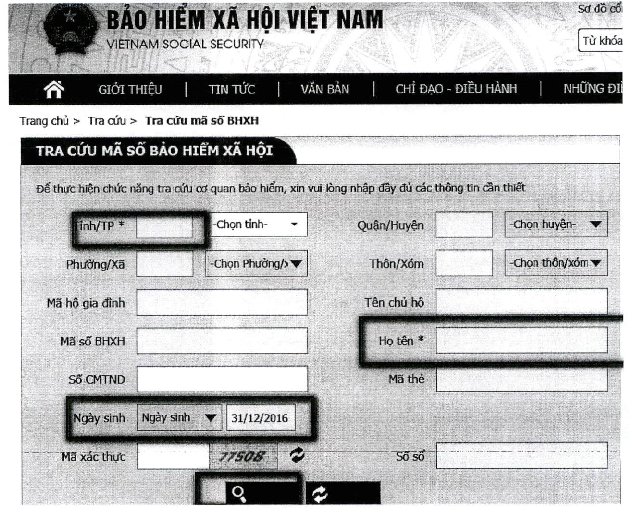 Sơ đồ cổ
BẢO HIỂM XÃ HỘI VIỆT NAM
VIETNAM SOCIAL SECURITY
Từ khóa
GIỚI THIỆU | TIN TỨC | VĂN BẢN | CHỈ ĐẠO - ĐIỀU HÀNH | NHỮNG ĐI
Trang chủ > Tra cứu > Tra cứu mã số BHXH
TRA CỨU MÃ SỐ BẢO HIỂM XÃ HỘI
Để thực hiện chức năng tra cứu cơ quan bảo hiểm, xin vui lòng nhập đầy đủ các thông tin cần thiết
Tỉnh/TP * -Chọn tỉnh- Quận/Huyện -Chọn huyện-
Phường/Xã -Chọn Phường/ Thôn/Xóm -Chọn thôn/xóm
Mã hộ gia đình Tên chủ hộ
Mã số BHXH Họ tên *
Số CMTND Mã thẻ
Ngày sinh Ngày sinh 31/12/2016
Mã xác thực 77508 Số sổ